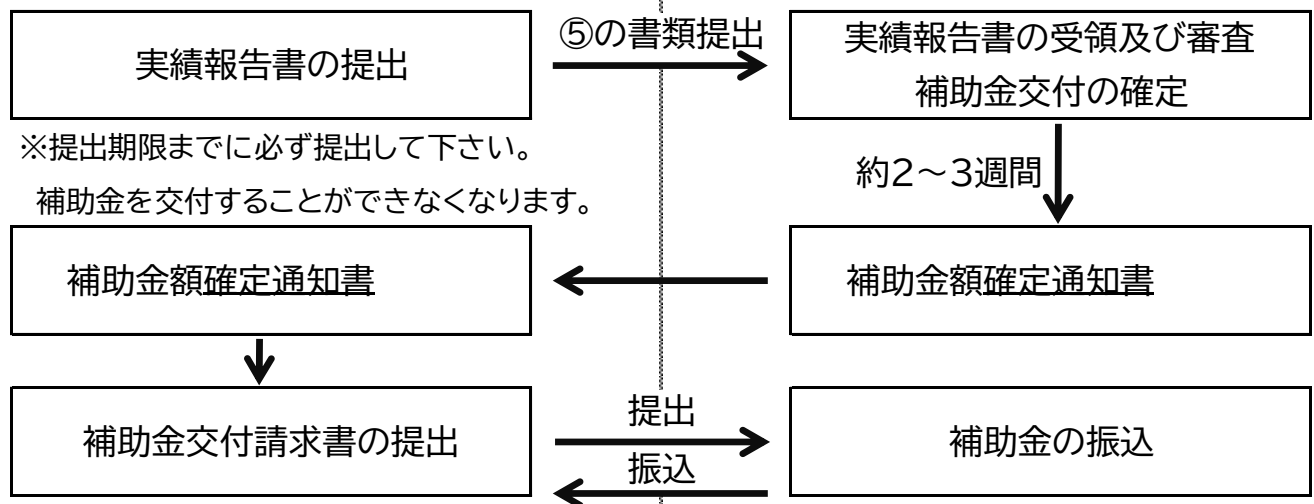 実績報告書の提出
⑤の書類提出
実績報告書の受領及び審査
補助金交付の確定
※提出期限までに必ず提出して下さい。
補助金を交付することができなくなります。
約2～3週間
補助金額確定通知書
補助金額確定通知書
補助金交付請求書の提出
提出
振込
補助金の振込